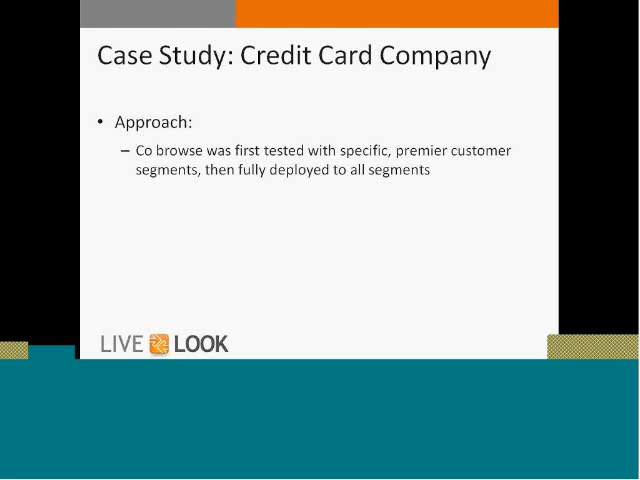 Case Study: Credit Card Company
• Approach:
– Co browse was first tested with specific, premier customer
segments, then fully deployed to all segments
LIVE LOOK